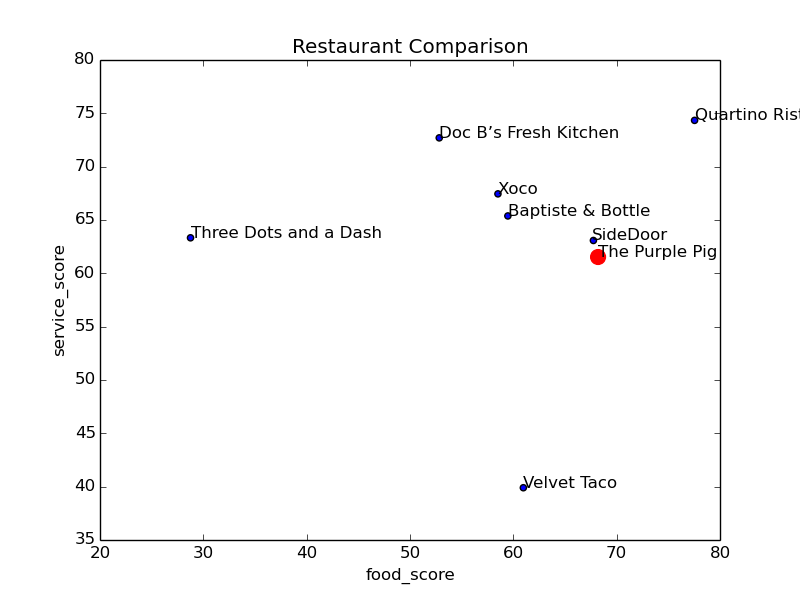 Restaurant Comparison
80
75
70
65
60
55
50
45
40
35
service_score
Quartino Rist
Doc B’s Fresh Kitchen
Xoco
Baptiste & Bottle
Three Dots and a Dash
SideDoor
The Purple Pig
Velvet Taco
20 30 40 50 60 70 80
food_score